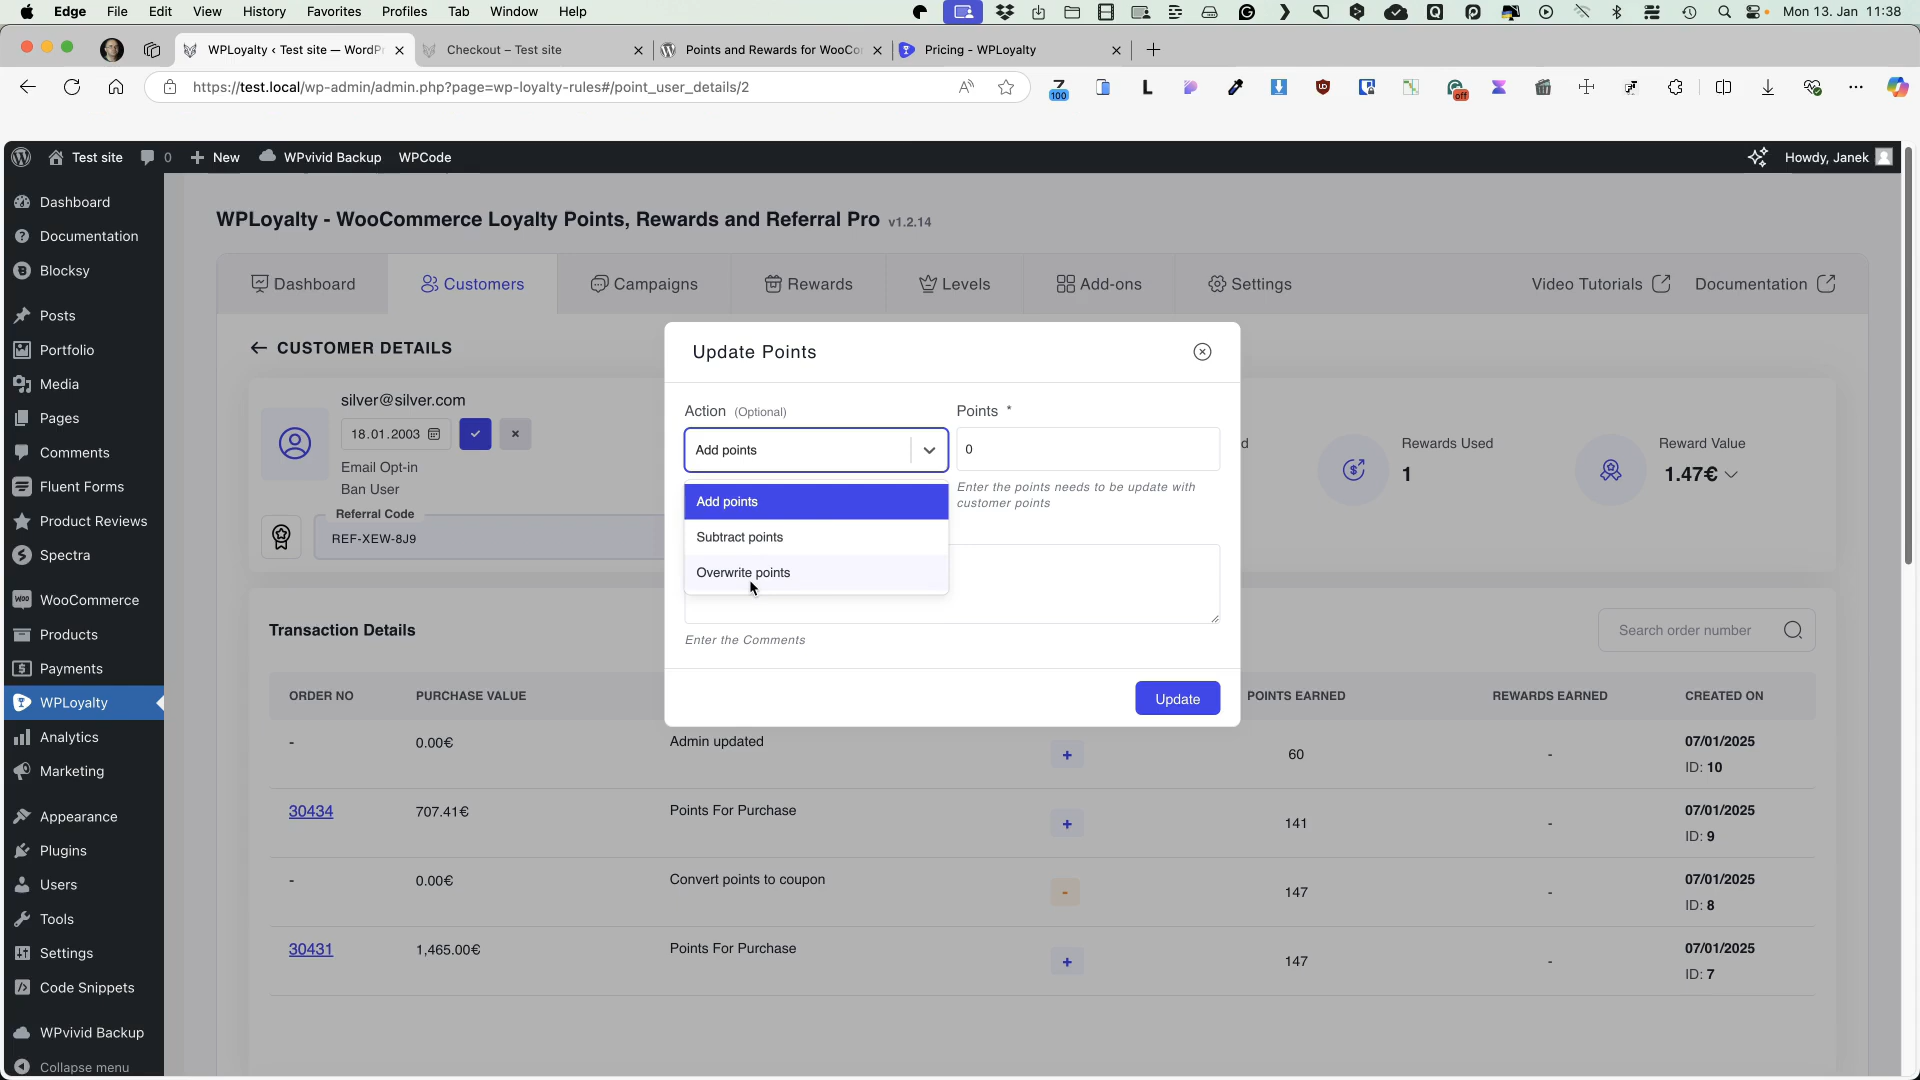 Edge File Edit View History Favorites Profiles Tab Window Help Mon 13. Jan 11:38
WPLoyalty ‹ Test site — WordPr
Checkout – Test site
Points and Rewards for WooCor
Pricing - WPLoyalty
https://test.local/wp-admin/admin.php?page=wp-loyalty-rules#/point_user_details/2
100
off
Test site 0 New WPvivid Backup WPCode Howdy, Janek
Dashboard
Documentation
Blocksy
Posts
Portfolio
Media
Pages
Comments
Fluent Forms
Product Reviews
Spectra
WooCommerce
Products
Payments
WPLoyalty
Analytics
Marketing
Appearance
Plugins
Users
Tools
Settings
Code Snippets
WPvivid Backup
Collapse menu
WPLoyalty - WooCommerce Loyalty Points, Rewards and Referral Pro v1.2.14
Dashboard Customers Campaigns Rewards Levels Add-ons Settings Video Tutorials Documentation
CUSTOMER DETAILS
silver@silver.com
18.01.2003
Email Opt-in
Ban User
Referral Code
REF-XEW-8J9
d
Rewards Used
1
Reward Value
1.47€
Update Points
Action (Optional)
Add points
Add points
Subtract points
Overwrite points
Points *
0
Enter the points needs to be update with
customer points
Enter the Comments
Update
Transaction Details
Search order number
ORDER NO PURCHASE VALUE POINTS EARNED REWARDS EARNED CREATED ON
- 0.00€ Admin updated + 60 - 07/01/2025
ID: 10
30434 707.41€ Points For Purchase + 141 - 07/01/2025
ID: 9
- 0.00€ Convert points to coupon - 147 - 07/01/2025
ID: 8
30431 1,465.00€ Points For Purchase + 147 - 07/01/2025
ID: 7